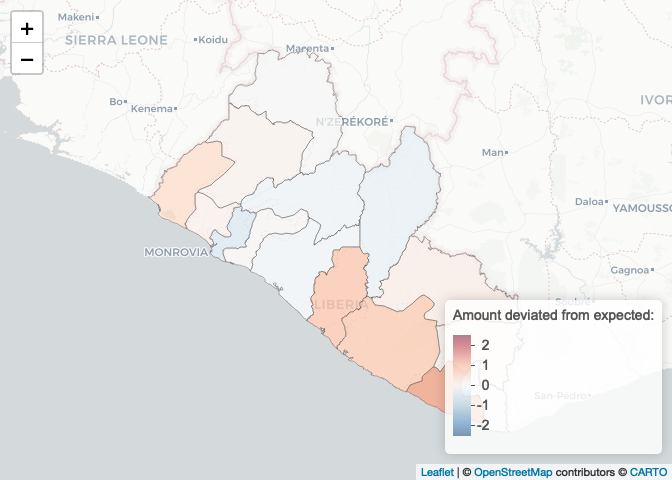 Makeni
+
SIERRA LEONE
Koidu
Marenta
−
IVOR
Bo
Kenema
N'ZÉRÉKORÉ
Man
Daloa
YAMOUSSO
MONROVIA
Gagnoa
LIBERIA
Soubré
Amount deviated from expected:
2
1
0
-1
-2
San-Pédro
Leaflet | © OpenStreetMap contributors © CARTO